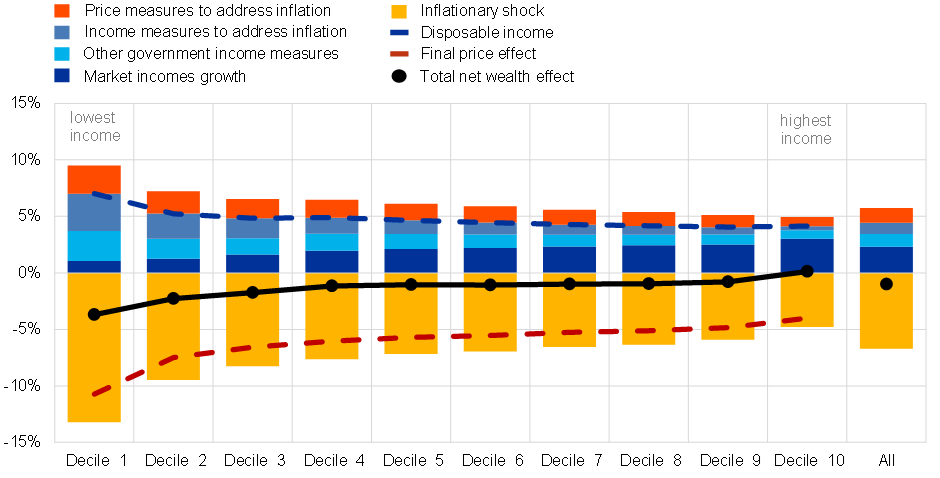 Price measures to address inflation
Inflationary shock
Income measures to address inflation
Disposable income
Other government income measures
Final price effect
Market incomes growth
Total net wealth effect
15%
lowest
income
highest
income
10%
5%
0%
-5%
-10%
-15%
Decile 1 Decile 2 Decile 3 Decile 4 Decile 5 Decile 6 Decile 7 Decile 8 Decile 9 Decile 10 All